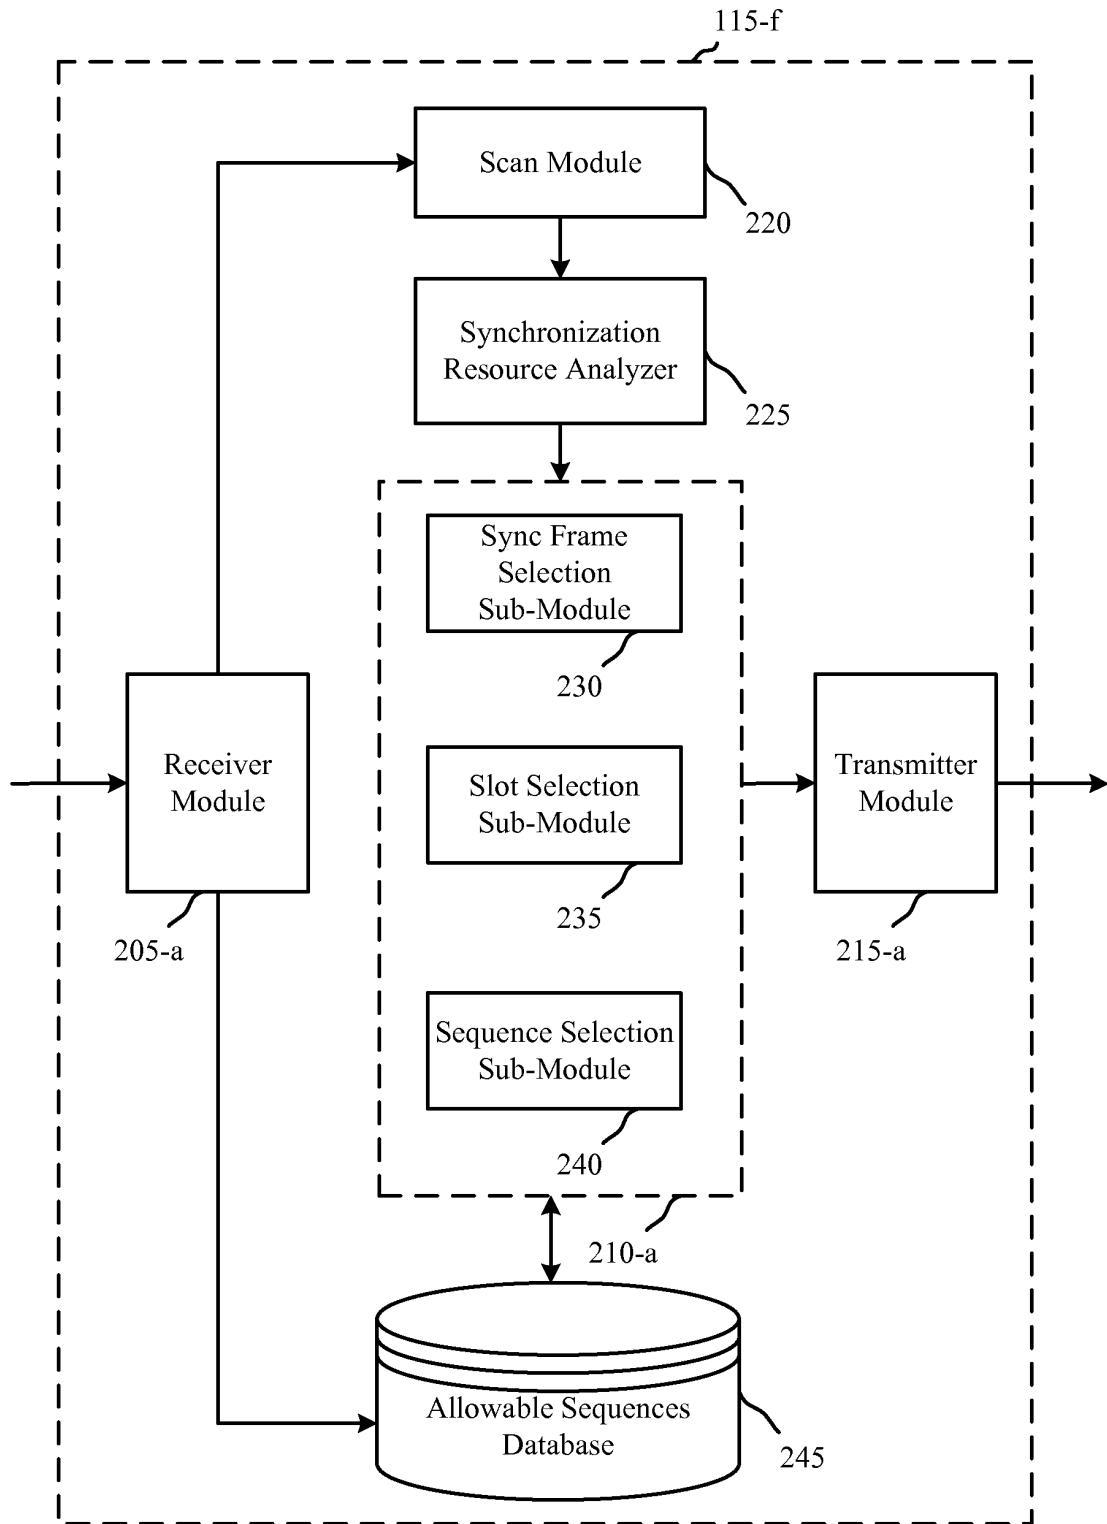 115-f
Scan Module
220
Synchronization
Resource Analyzer
225
Sync Frame
Selection
Sub-Module
230
Receiver
Module
205-a
Slot Selection
Sub-Module
235
Transmitter
Module
215-a
Sequence Selection
Sub-Module
240
210-a
Allowable Sequences
Database
245